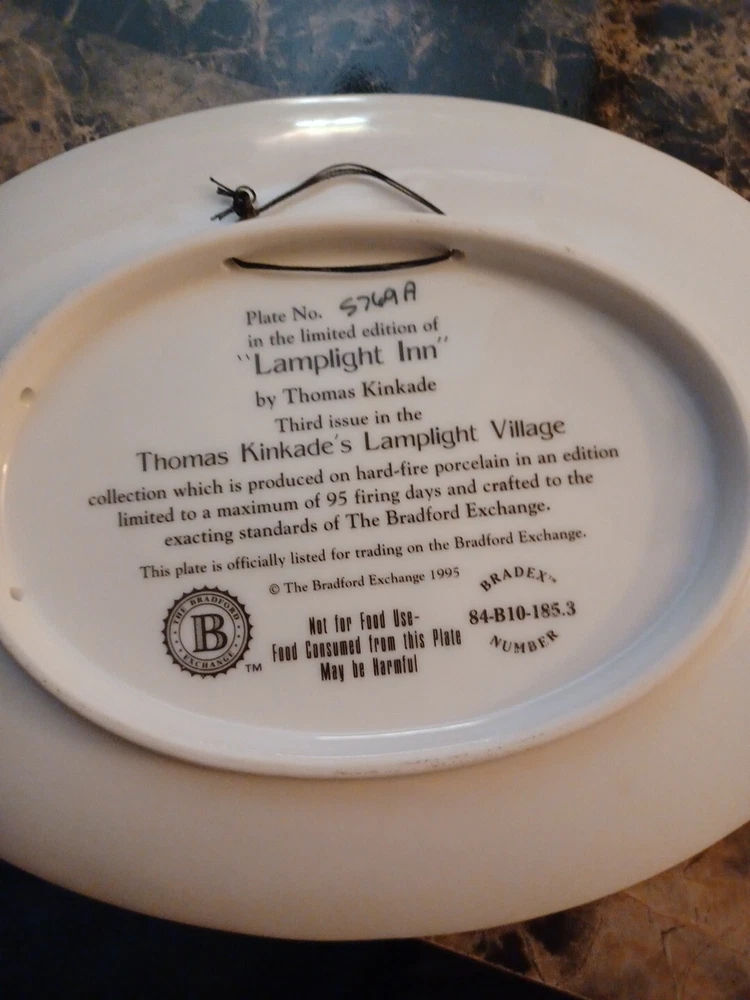 Plate No. 5769A
in the limited edition of
"Lamplight Inn"
by Thomas Kinkade
Third issue in the
Thomas Kinkade's Lamplight Village
collection which is produced on hard-fire porcelain in an edition
limited to a maximum of 95 firing days and crafted to the
exacting standards of The Bradford Exchange.
This plate is officially listed for trading on the Bradford Exchange.
© The Bradford Exchange 1995
THE BRADFORD
B
EXCHANGE
TM
Not for Food Use-
Food Consumed from this Plate
May be Harmful
BRADEX™
84-B10-185.3
NUMBER